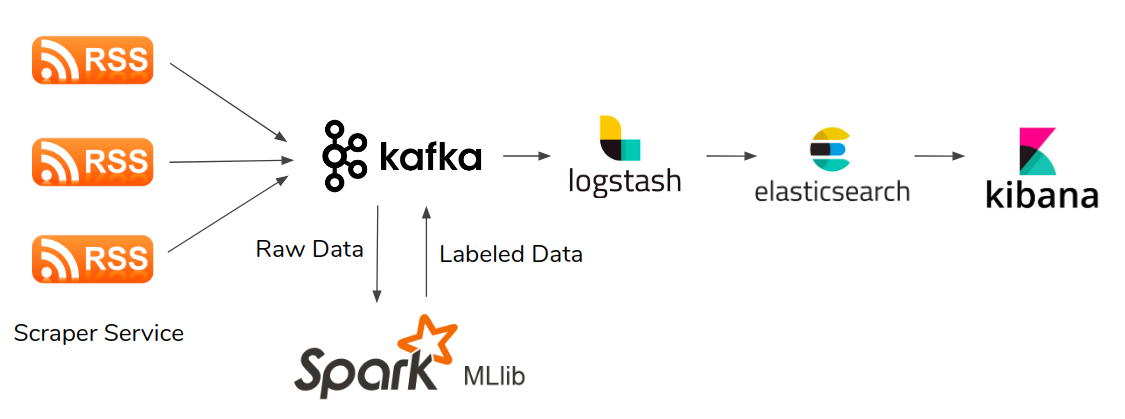 RSS
RSS
RSS
Scraper Service
kafka
Raw Data
Labeled Data
Spark MLlib
logstash
elasticsearch
kibana